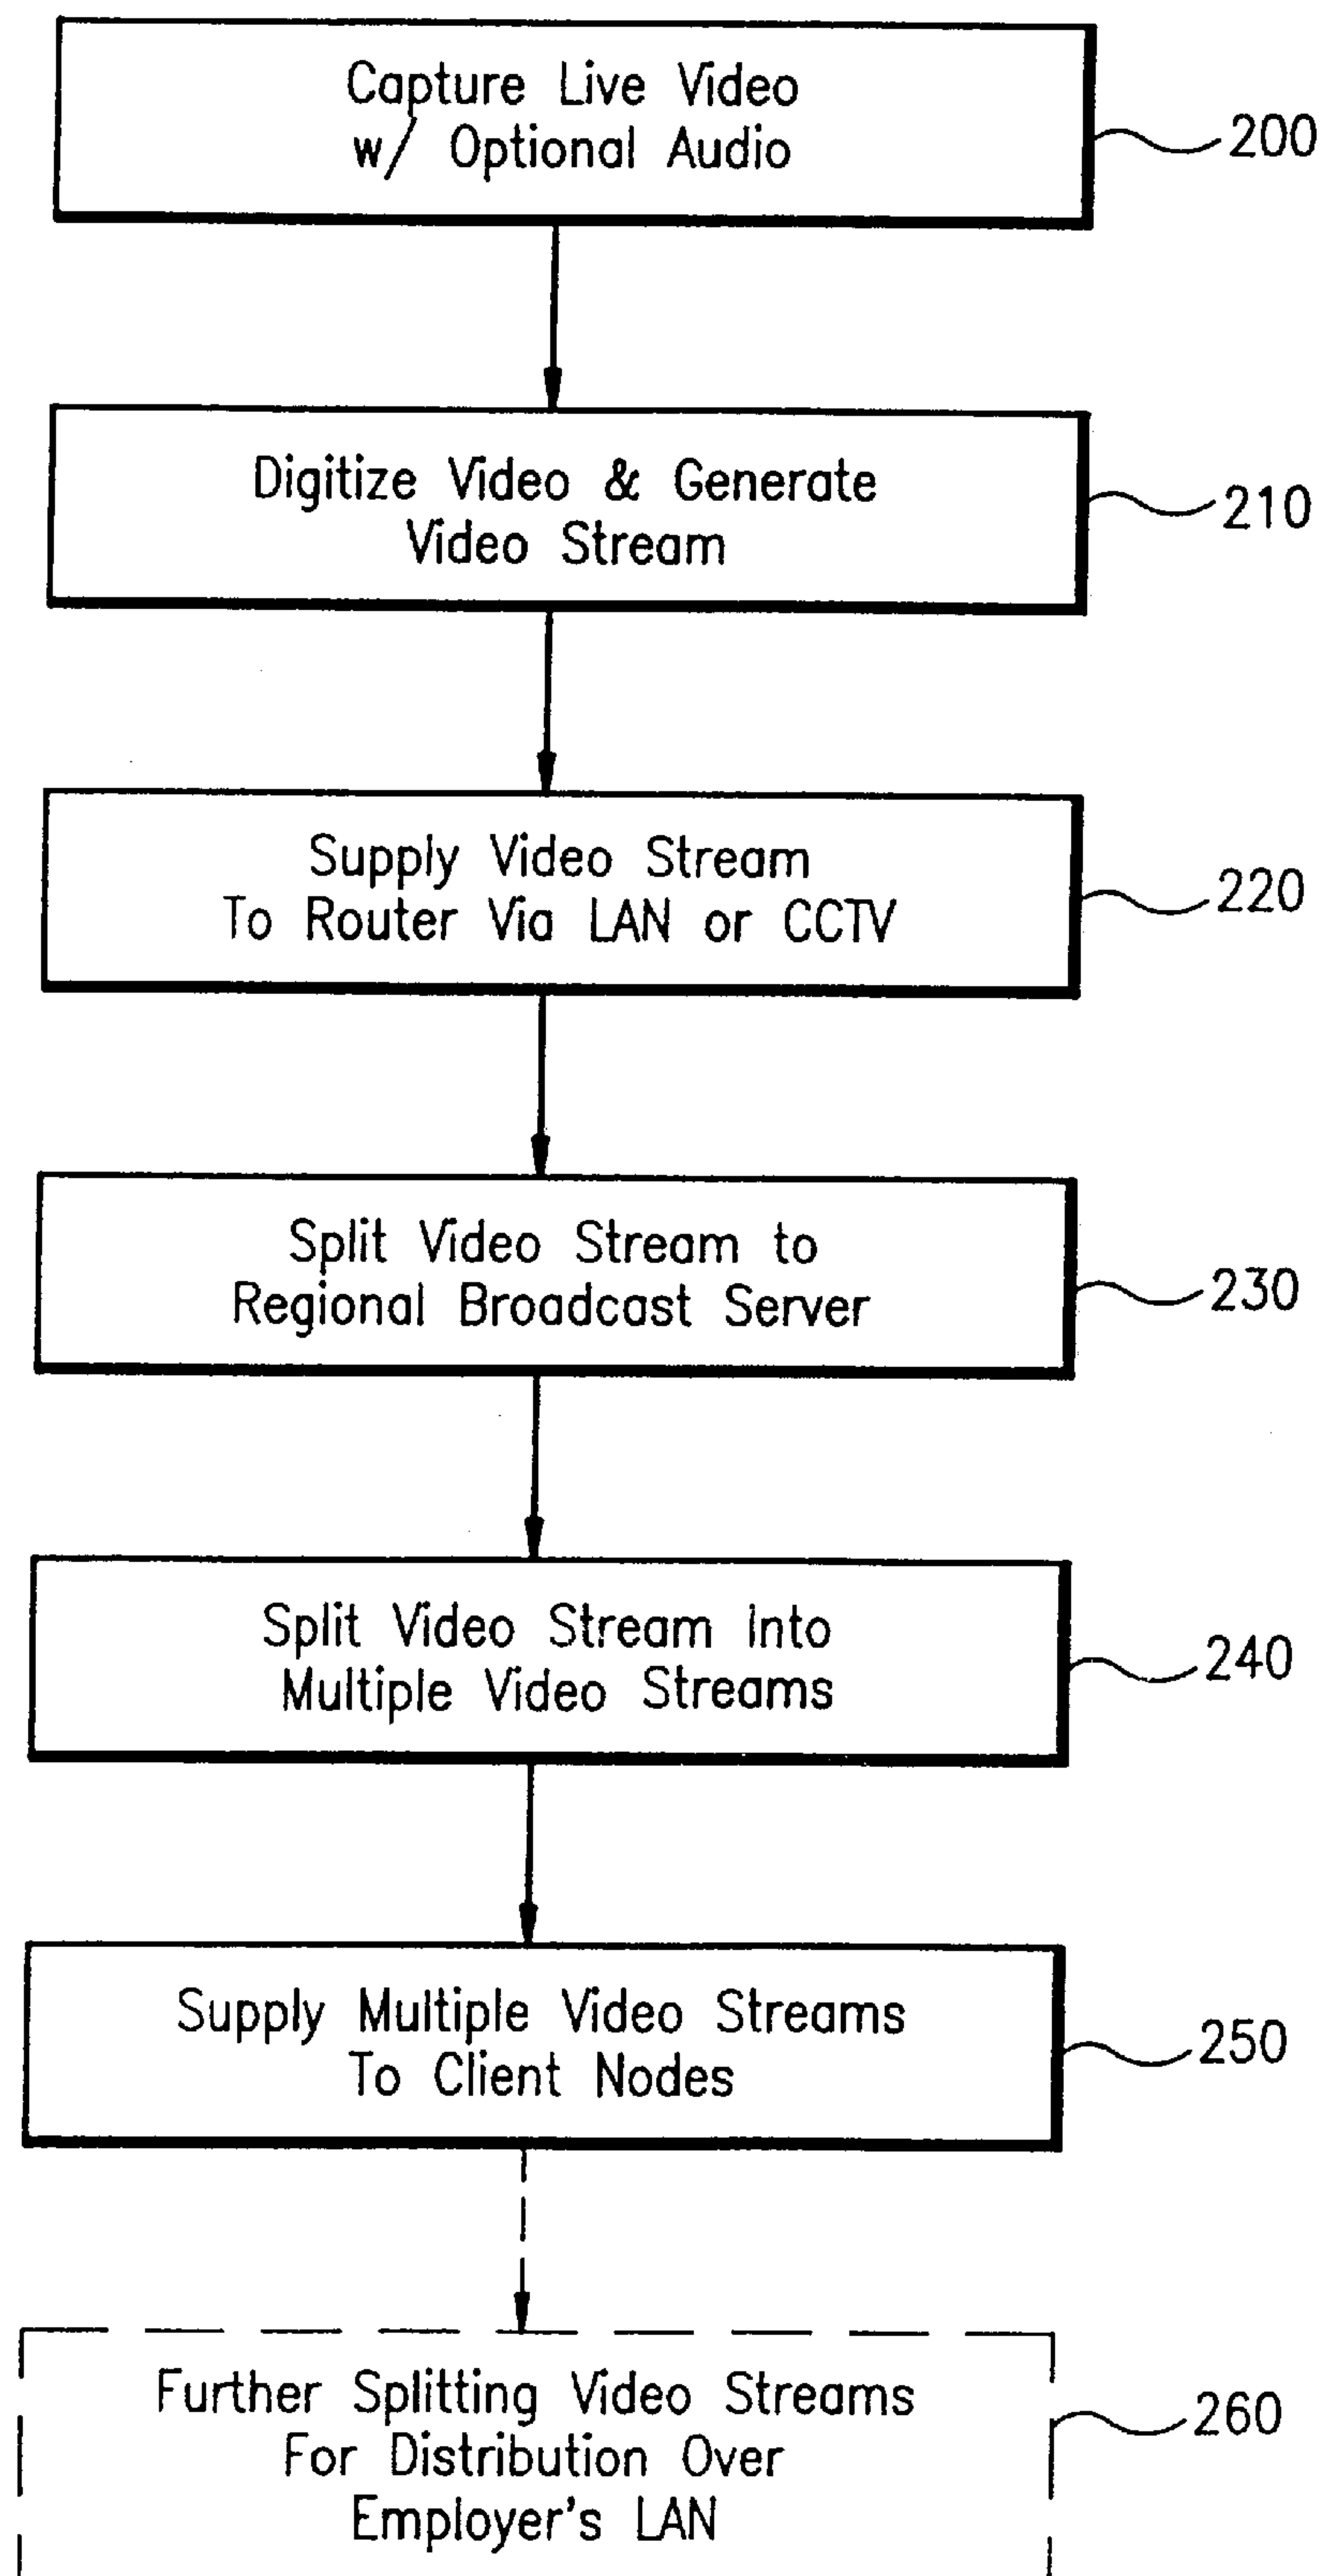 Capture Live Video
w/ Optional Audio
200
Digitize Video & Generate
Video Stream
210
Supply Video Stream
To Router Via LAN or CCTV
220
Split Video Stream to
Regional Broadcast Server
230
Split Video Stream into
Multiple Video Streams
240
Supply Multiple Video Streams
To Client Nodes
250
Further Splitting Video Streams
For Distribution Over
Employer's LAN
260